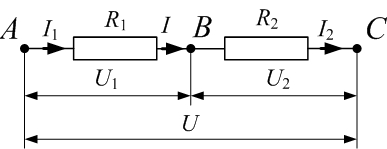 A I₁ R₁ I B R₂ I₂ C
U₁ U₂
U